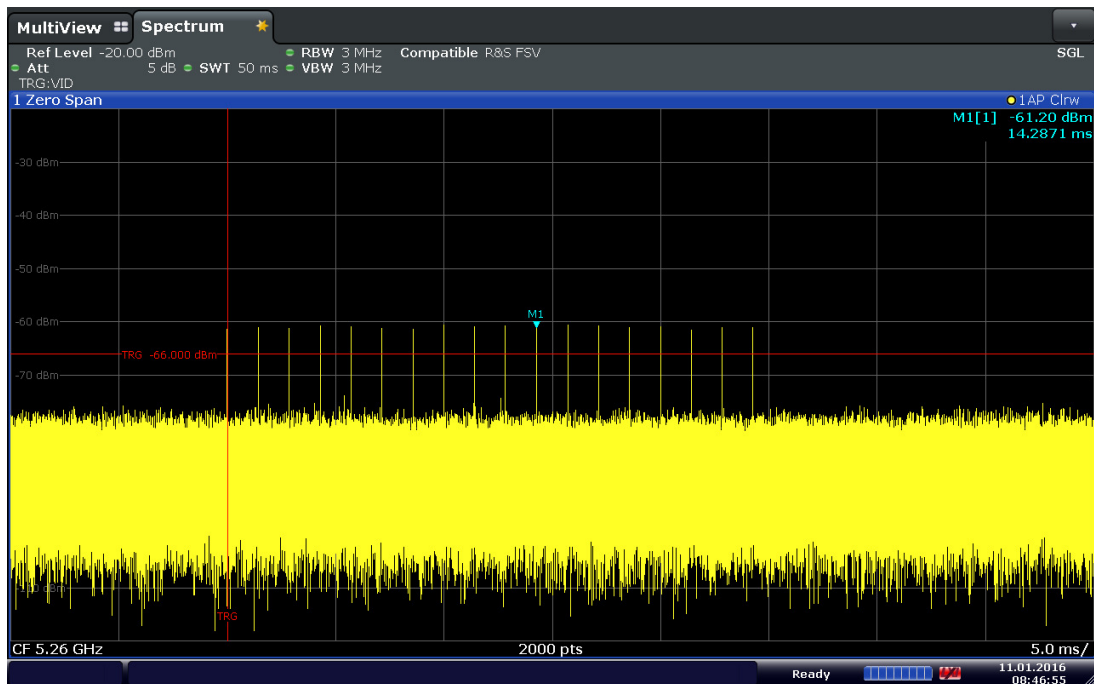 MultiView Spectrum
Ref Level -20.00 dBm RBW 3 MHz Compatible R&S FSV SGL
Att 5 dB SWT 50 ms VBW 3 MHz
TRG:VID
1 Zero Span 1AP Clrw
M1[1] -61.20 dBm
14.2871 ms
-30 dBm
-40 dBm
-50 dBm
M1
-60 dBm
TRG -66.000 dBm
-70 dBm
TRG
CF 5.26 GHz 2000 pts 5.0 ms/
Ready 11.01.2016
08:46:55